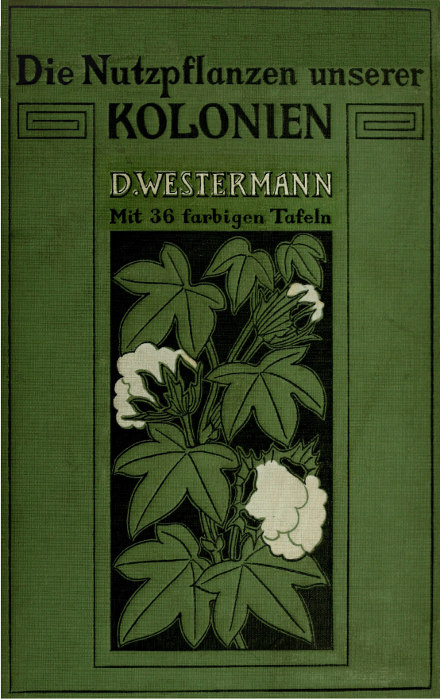 Die Nutzpflanzen unserer
KOLONIEN
D. WESTERMANN
Mit 36 farbigen Tafeln